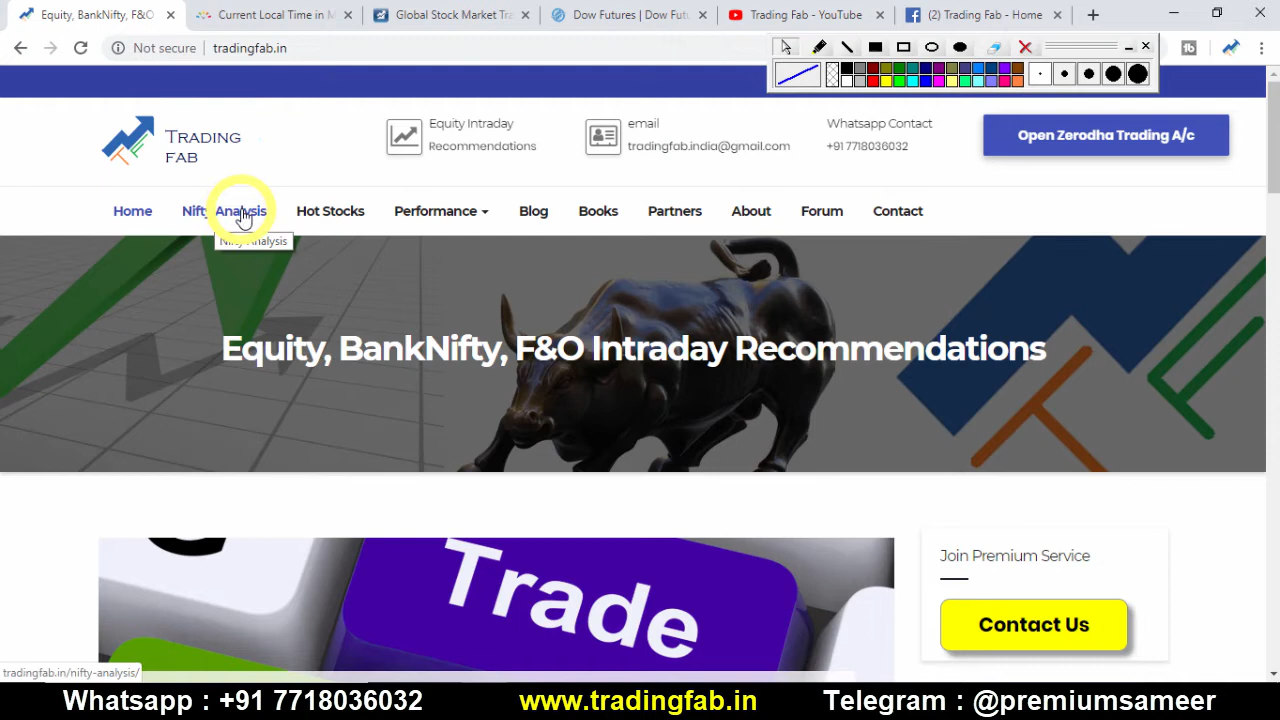 Equity, BankNifty, F&O
Current Local Time in M
Global Stock Market Tra
Dow Futures | Dow Futu
Trading Fab - YouTube
(2) Trading Fab - Home
Not secure | tradingfab.in
TRADING
FAB
Equity Intraday
Recommendations
email
tradingfab.india@gmail.com
Whatsapp Contact
+91 7718036032
Open Zerodha Trading A/c
Home
Nifty Analysis
Hot Stocks
Performance
Blog
Books
Partners
About
Forum
Contact
Nifty Analysis
Equity, BankNifty, F&O Intraday Recommendations
Trade
Join Premium Service
Contact Us
tradingfab.in/nifty-analysis/
Whatsapp : +91 7718036032
www.tradingfab.in
Telegram : @premiumsameer